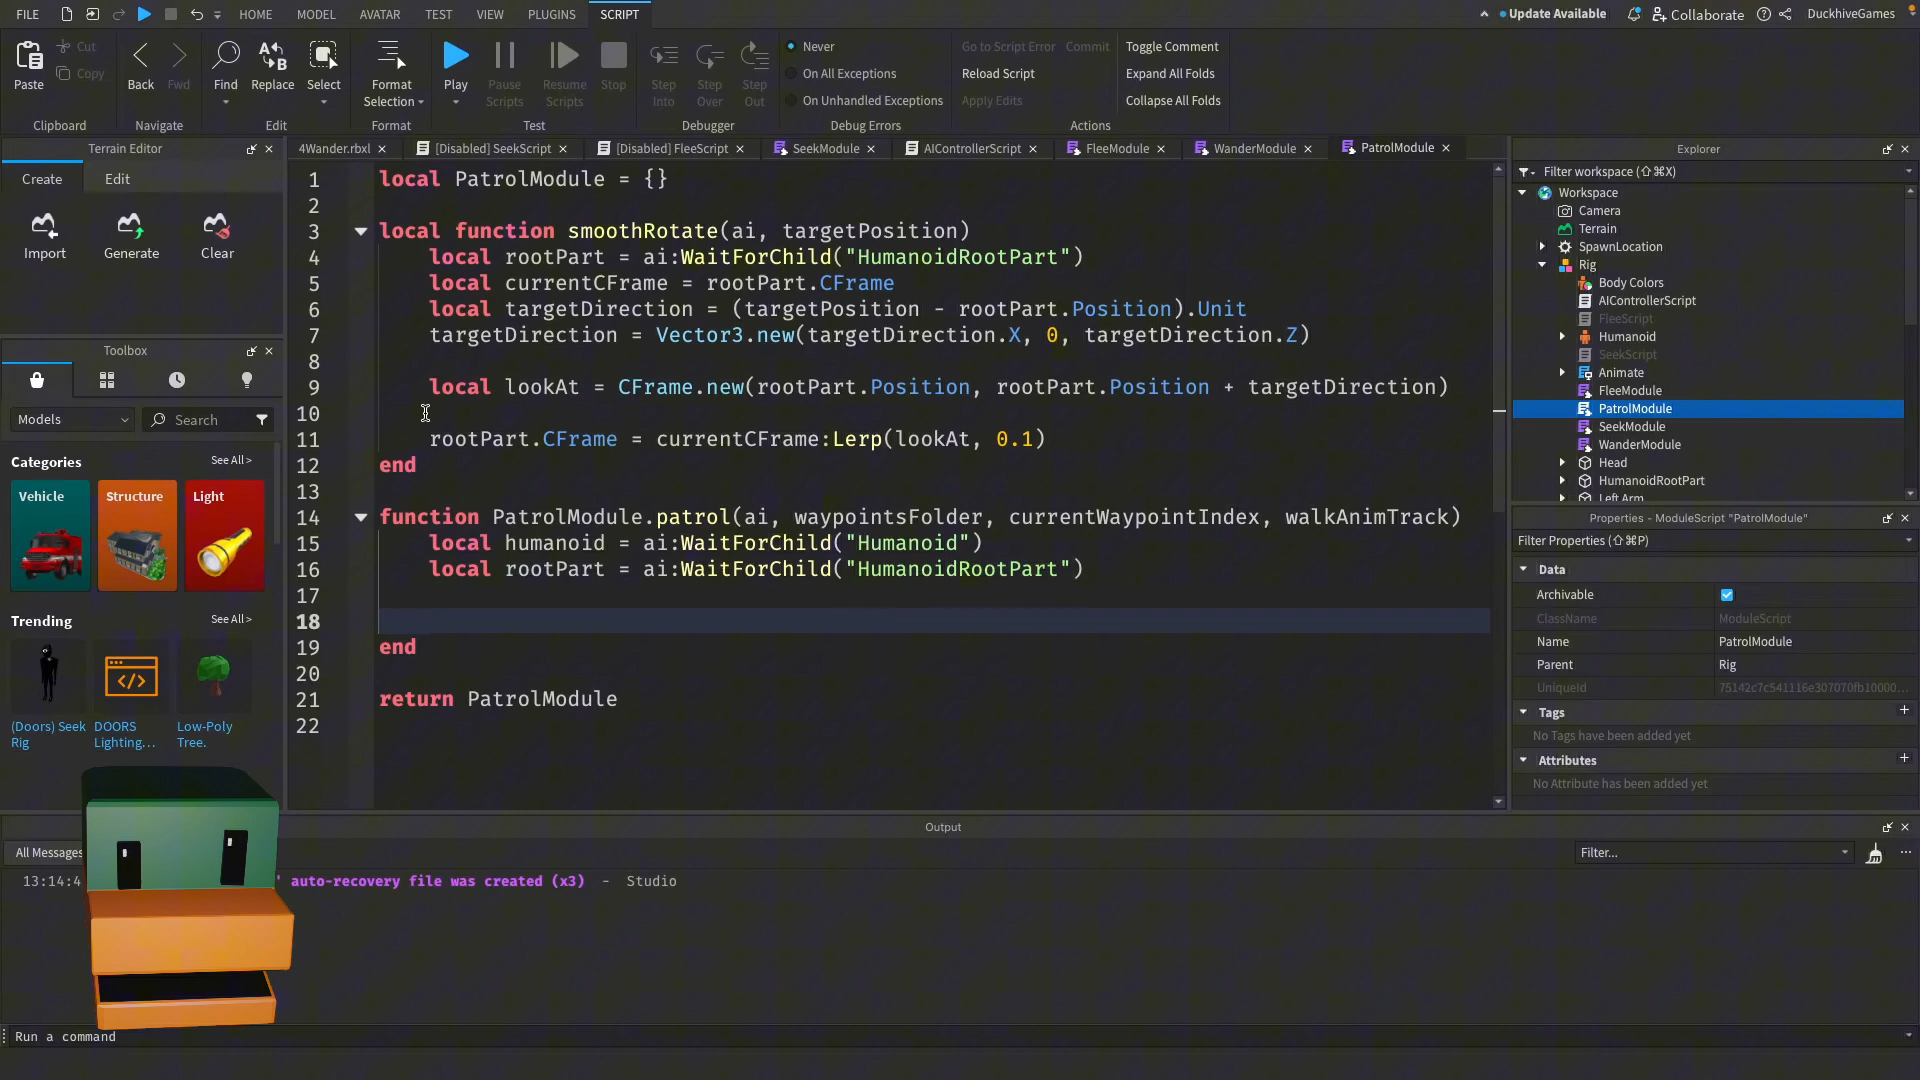 FILE
HOME
MODEL
AVATAR
TEST
VIEW
PLUGINS
SCRIPT
Update Available
Collaborate
DuckhiveGames
Paste
Cut
Copy
Clipboard
Back
Fwd
Navigate
Find
Replace
Select
Edit
Format
Selection
Format
Play
Pause
Scripts
Resume
Scripts
Stop
Test
Step
Into
Step
Over
Step
Out
Debugger
Never
On All Exceptions
On Unhandled Exceptions
Debug Errors
Go to Script Error
Commit
Reload Script
Apply Edits
Toggle Comment
Expand All Folds
Collapse All Folds
Actions
Terrain Editor
Create
Edit
Import
Generate
Clear
Toolbox
Models
Search
Categories
See All >
Vehicle
Structure
Light
Trending
See All >
(Doors) Seek
Rig
DOORS
Lighting...
Low-Poly
Tree.
4Wander.rbxl
[Disabled] SeekScript
[Disabled] FleeScript
SeekModule
AIControllerScript
FleeModule
WanderModule
PatrolModule
1 local PatrolModule = {}
2
3 local function smoothRotate(ai, targetPosition)
4 local rootPart = ai:WaitForChild("HumanoidRootPart")
5 local currentCFrame = rootPart.CFrame
6 local targetDirection = (targetPosition - rootPart.Position).Unit
7 targetDirection = Vector3.new(targetDirection.X, 0, targetDirection.Z)
8
9 local lookAt = CFrame.new(rootPart.Position, rootPart.Position + targetDirection)
10
11 rootPart.CFrame = currentCFrame:Lerp(lookAt, 0.1)
12 end
13
14 function PatrolModule.patrol(ai, waypointsFolder, currentWaypointIndex, walkAnimTrack)
15 local humanoid = ai:WaitForChild("Humanoid")
16 local rootPart = ai:WaitForChild("HumanoidRootPart")
17
18
19 end
20
21 return PatrolModule
22
Explorer
Filter workspace (⇧⌘X)
Workspace
Camera
Terrain
SpawnLocation
Rig
Body Colors
AIControllerScript
FleeScript
Humanoid
SeekScript
Animate
FleeModule
PatrolModule
SeekModule
WanderModule
Head
HumanoidRootPart
Left Arm
Properties - ModuleScript "PatrolModule"
Filter Properties (⇧⌘P)
Data
Archivable
ClassName ModuleScript
Name PatrolModule
Parent Rig
UniqueId 75142c7c541116e307070fb10000...
Tags
No Tags have been added yet
Attributes
No Attribute has been added yet
Output
All Messages
Filter...
13:14:4 ' auto-recovery file was created (x3) - Studio
Run a command